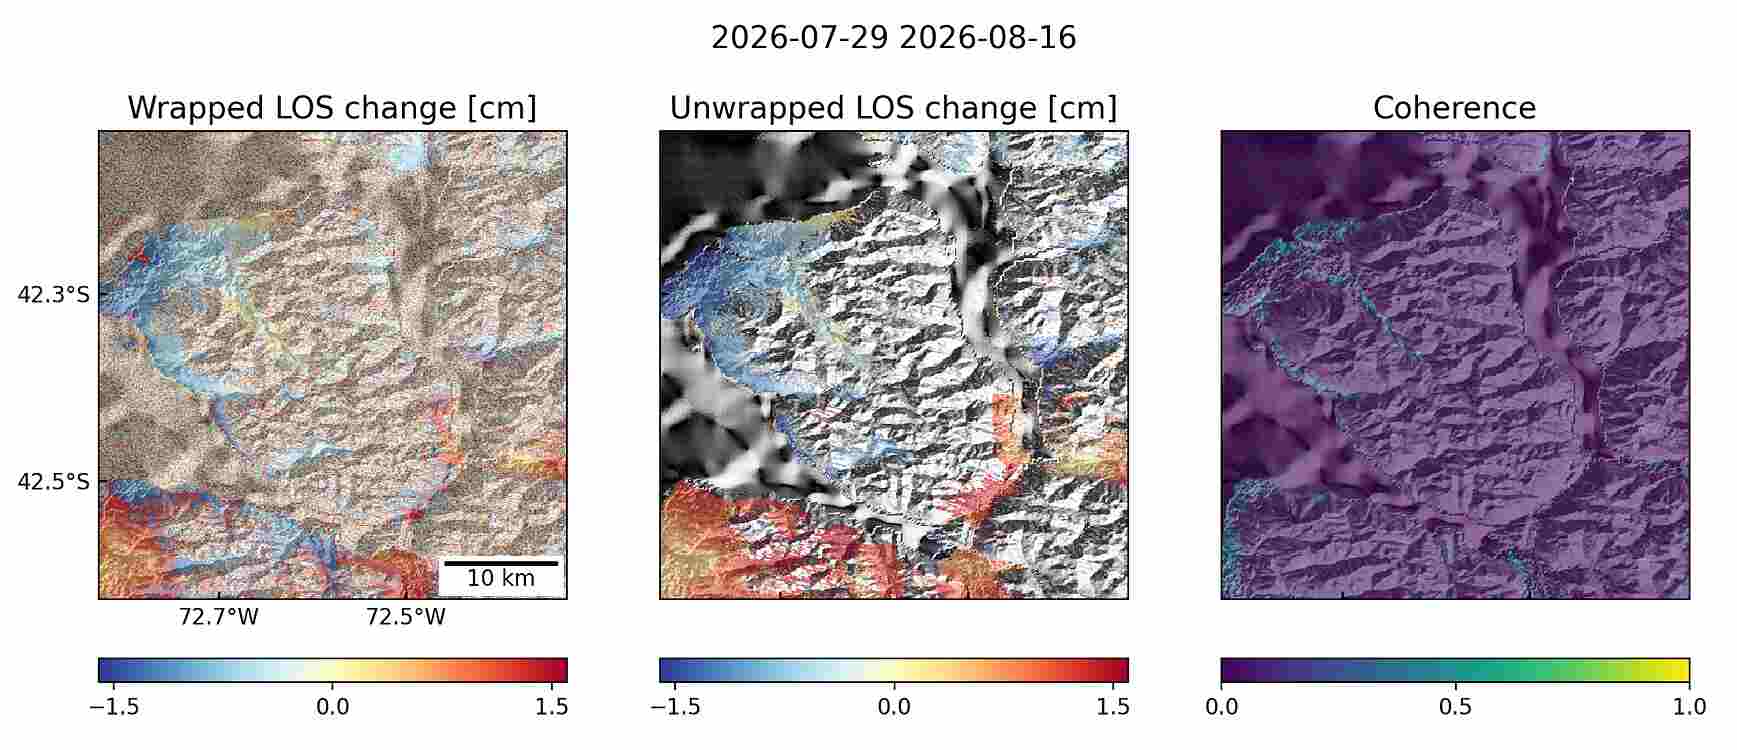 2026-07-29 2026-08-16
Wrapped LOS change [cm]
Unwrapped LOS change [cm]
Coherence
42.3°S
42.5°S
10 km
72.7°W
72.5°W
−1.5
0.0
1.5
−1.5
0.0
1.5
0.0
0.5
1.0